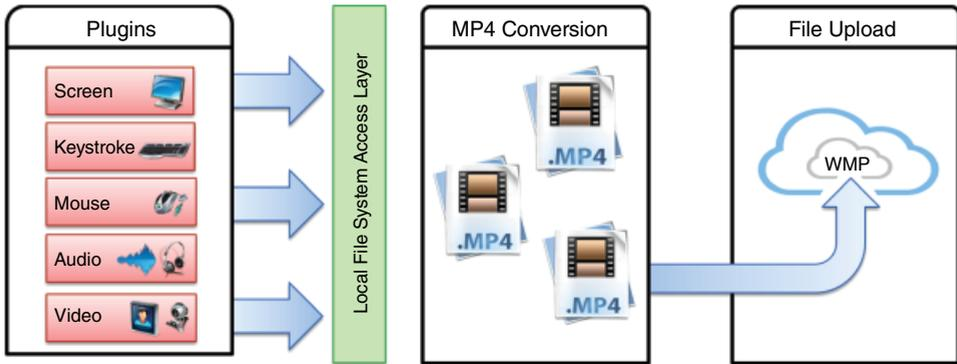 Plugins
Screen
Keystroke
Mouse
Audio
Video
Local File System Access Layer
MP4 Conversion
.MP4
.MP4
.MP4
File Upload
WMP